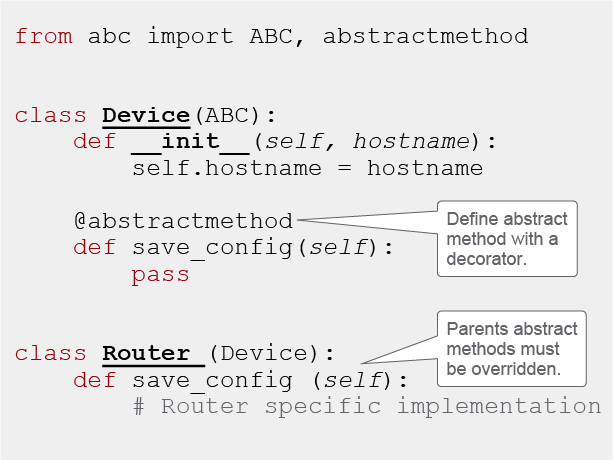 from abc import ABC, abstractmethod
class Device(ABC):
    def __init__(self, hostname):
        self.hostname = hostname
    @abstractmethod
Define abstract
method with a
decorator.
    def save_config(self):
        pass
Parents abstract
methods must
be overridden.
class Router (Device):
    def save_config (self):
        # Router specific implementation